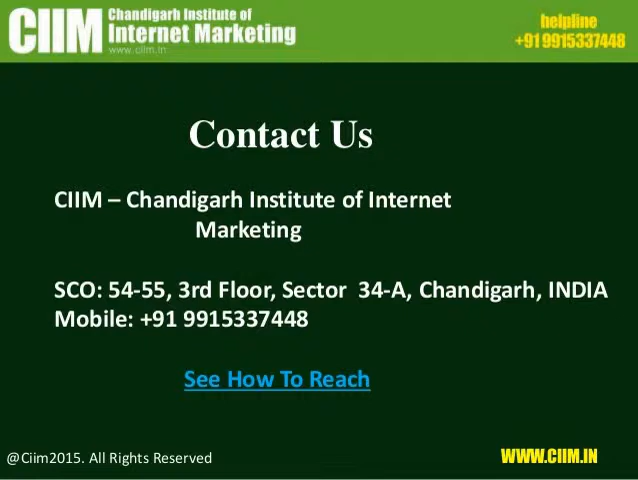 CIIM
Chandigarh Institute of
Internet Marketing
www.ciim.in
helpline
+91 9915337448
Contact Us
CIIM – Chandigarh Institute of Internet
Marketing
SCO: 54-55, 3rd Floor, Sector 34-A, Chandigarh, INDIA
Mobile: +91 9915337448
See How To Reach
@Ciim2015. All Rights Reserved
WWW.CIIM.IN